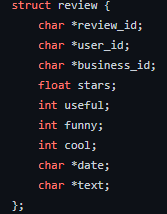 struct review {
    char *review_id;
    char *user_id;
    char *business_id;
    float stars;
    int useful;
    int funny;
    int cool;
    char *date;
    char *text;
};